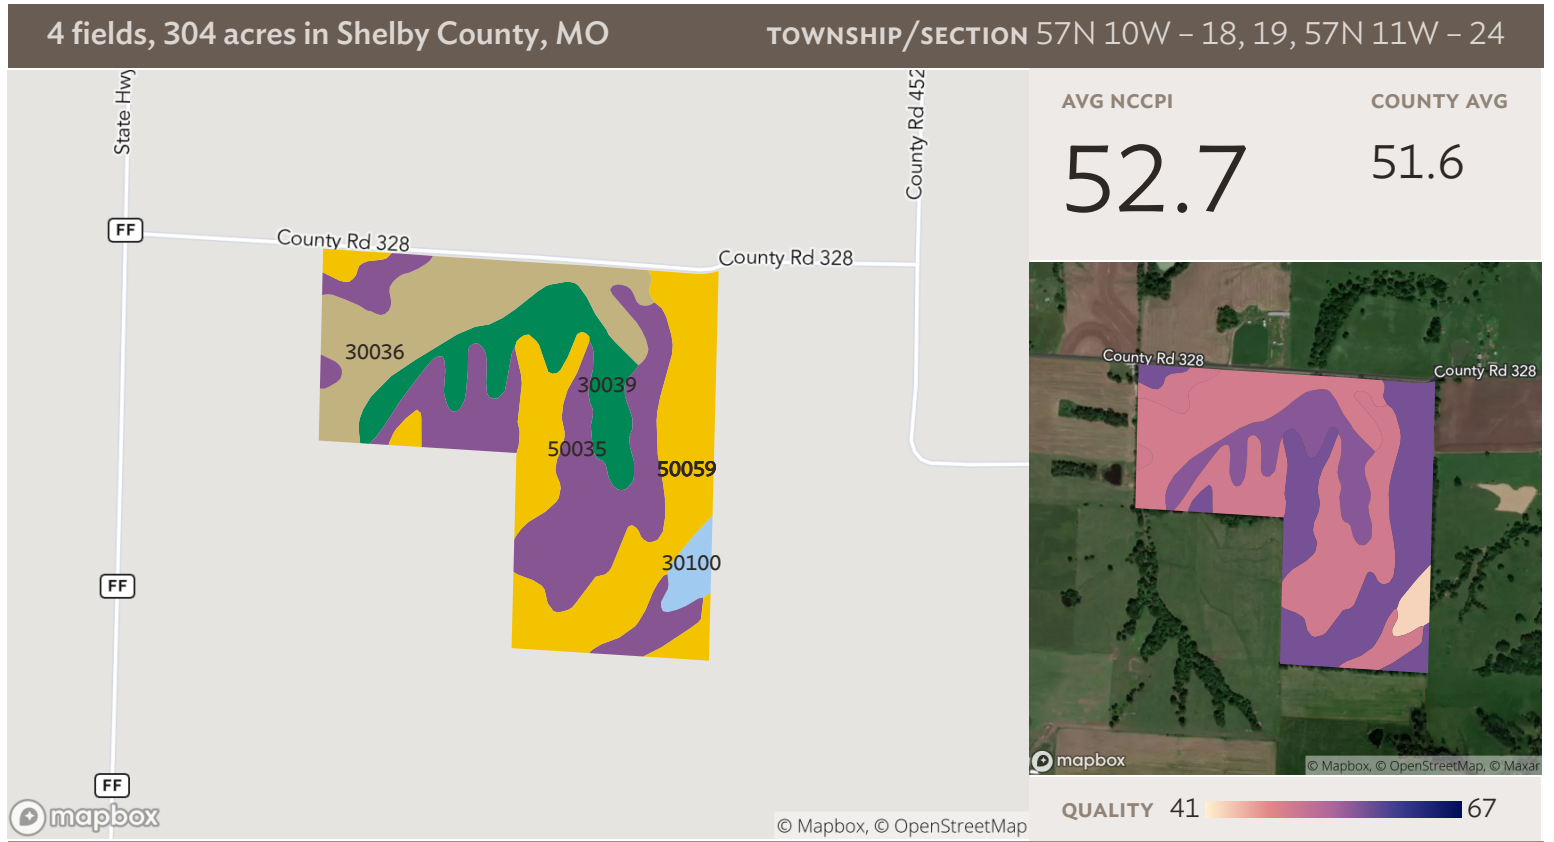 4 fields, 304 acres in Shelby County, MO
TOWNSHIP/SECTION 57N 10W – 18, 19, 57N 11W – 24
State Hwy
County Rd 452
FF
County Rd 328
County Rd 328
30036
30039
50035
50059
30100
FF
FF
mapbox
© Mapbox, © OpenStreetMap
AVG NCCPI
52.7
COUNTY AVG
51.6
County Rd 328
County Rd 328
mapbox
© Mapbox, © OpenStreetMap, © Maxar
QUALITY 41 67